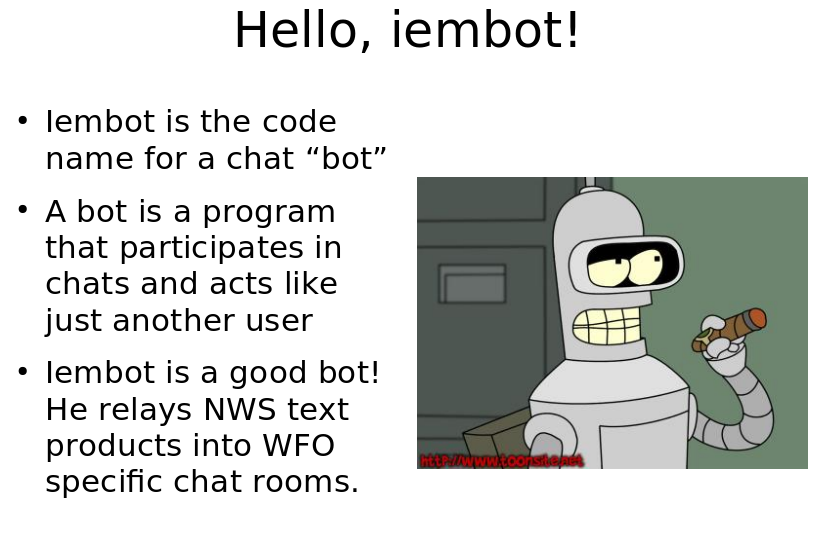 Hello, iembot!
• Iembot is the code
name for a chat “bot”
• A bot is a program
that participates in
chats and acts like
just another user
• Iembot is a good bot!
He relays NWS text
products into WFO
specific chat rooms.
http://www.toonsite.net